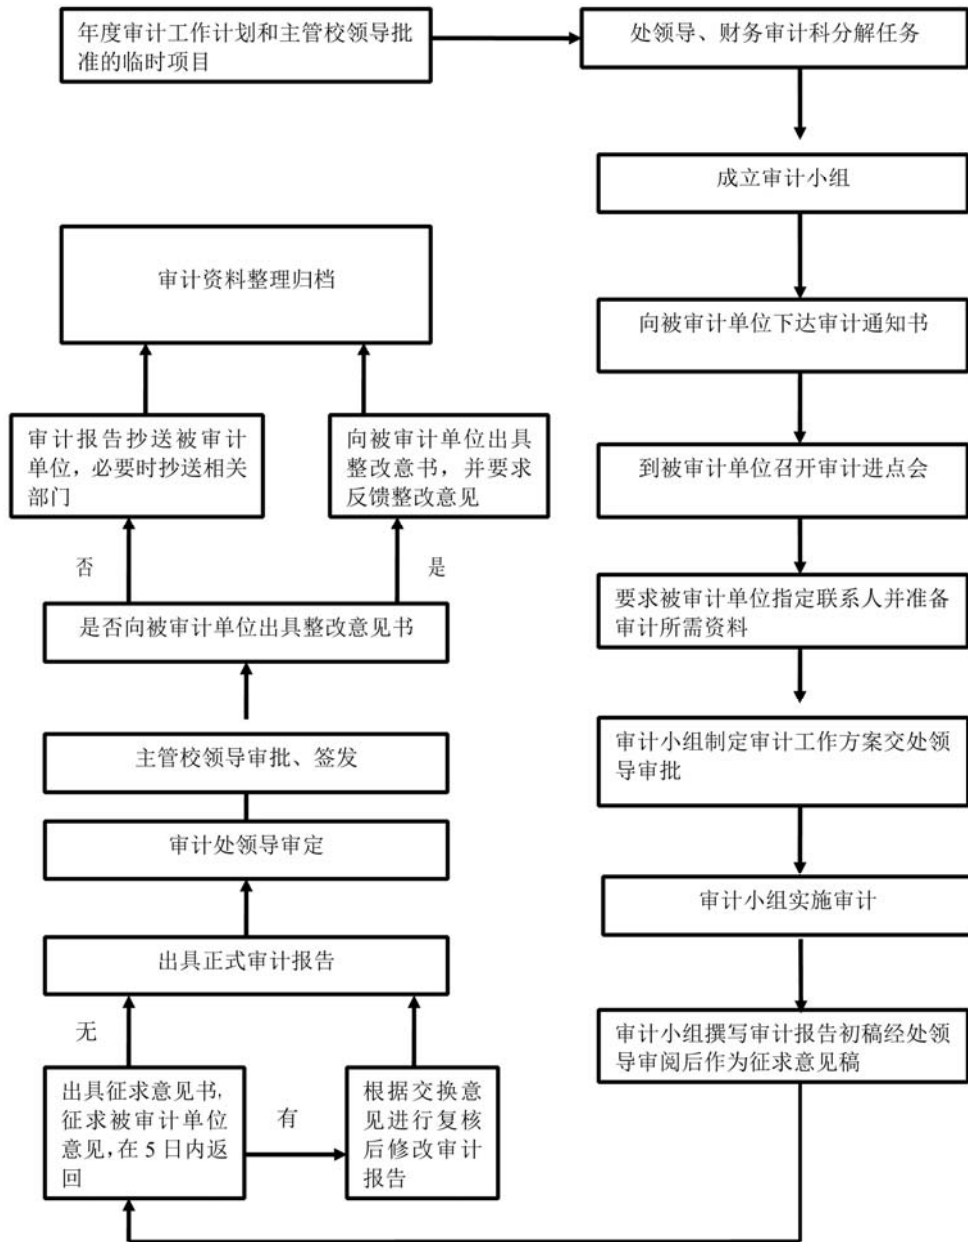 年度审计工作计划和主管校领导批
准的临时项目
处领导、财务审计科分解任务
成立审计小组
向被审计单位下达审计通知书
到被审计单位召开审计进点会
要求被审计单位指定联系人并准备
审计所需资料
审计小组制定审计工作方案交处领
导审批
审计小组实施审计
审计小组撰写审计报告初稿经处领
导审阅后作为征求意见稿
出具征求意见书，
征求被审计单位
意见，在 5 日内返
回
有
根据交换意
见进行复核
后修改审计
报告
无
出具正式审计报告
审计处领导审定
主管校领导审批、签发
是否向被审计单位出具整改意见书
否
是
审计报告抄送被审计
单位，必要时抄送相关
部门
向被审计单位出具
整改意书，并要求
反馈整改意见
审计资料整理归档